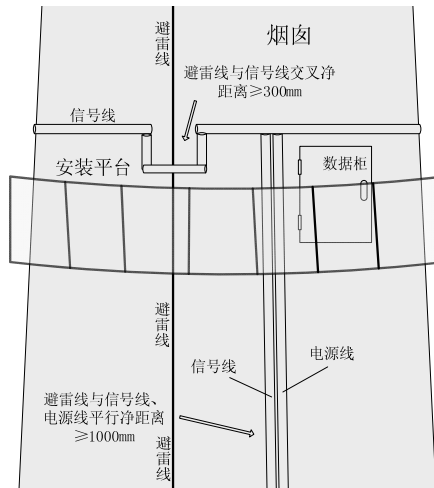 避雷线
烟囱
避雷线与信号线交叉净
距离≥300mm
信号线
安装平台
数据柜
避雷线
信号线
电源线
避雷线与信号线、
电源线平行净距离
≥1000mm
避雷线